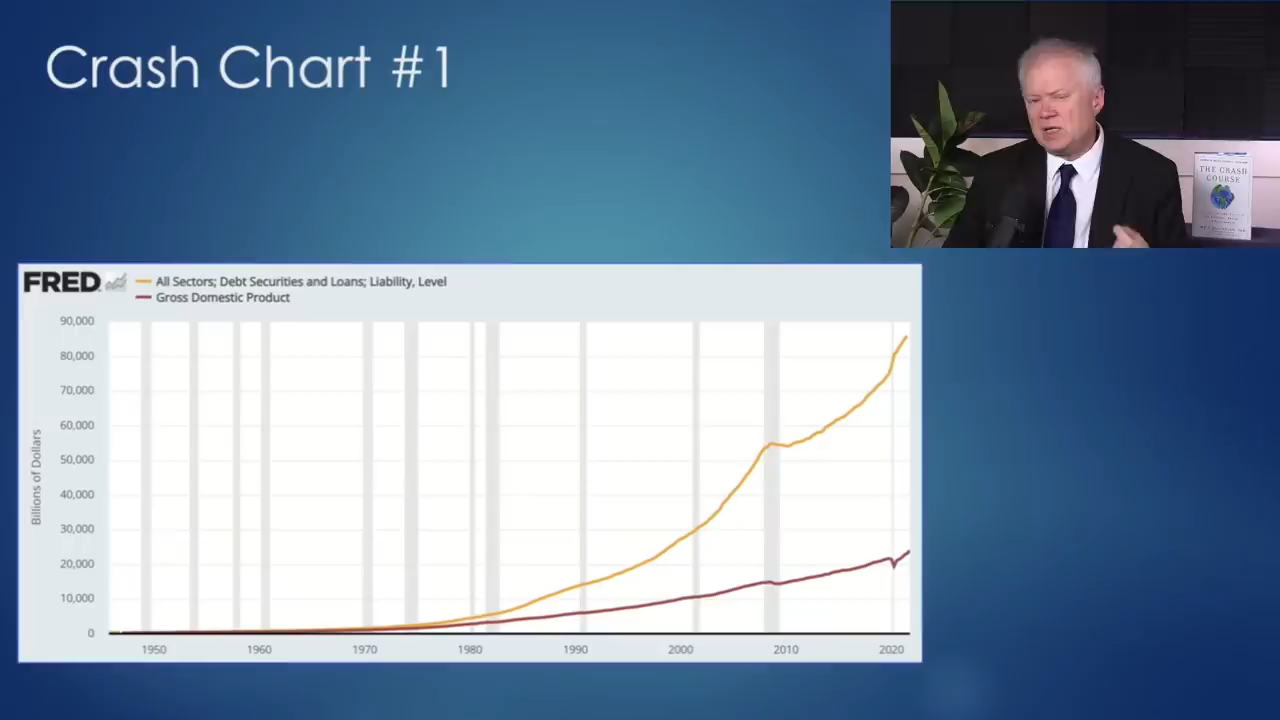 Crash Chart #1
THE CRASH
COURSE
FRED
All Sectors; Debt Securities and Loans; Liability, Level
Gross Domestic Product
Billions of Dollars
90,000
80,000
70,000
60,000
50,000
40,000
30,000
20,000
10,000
0
1950 1960 1970 1980 1990 2000 2010 2020